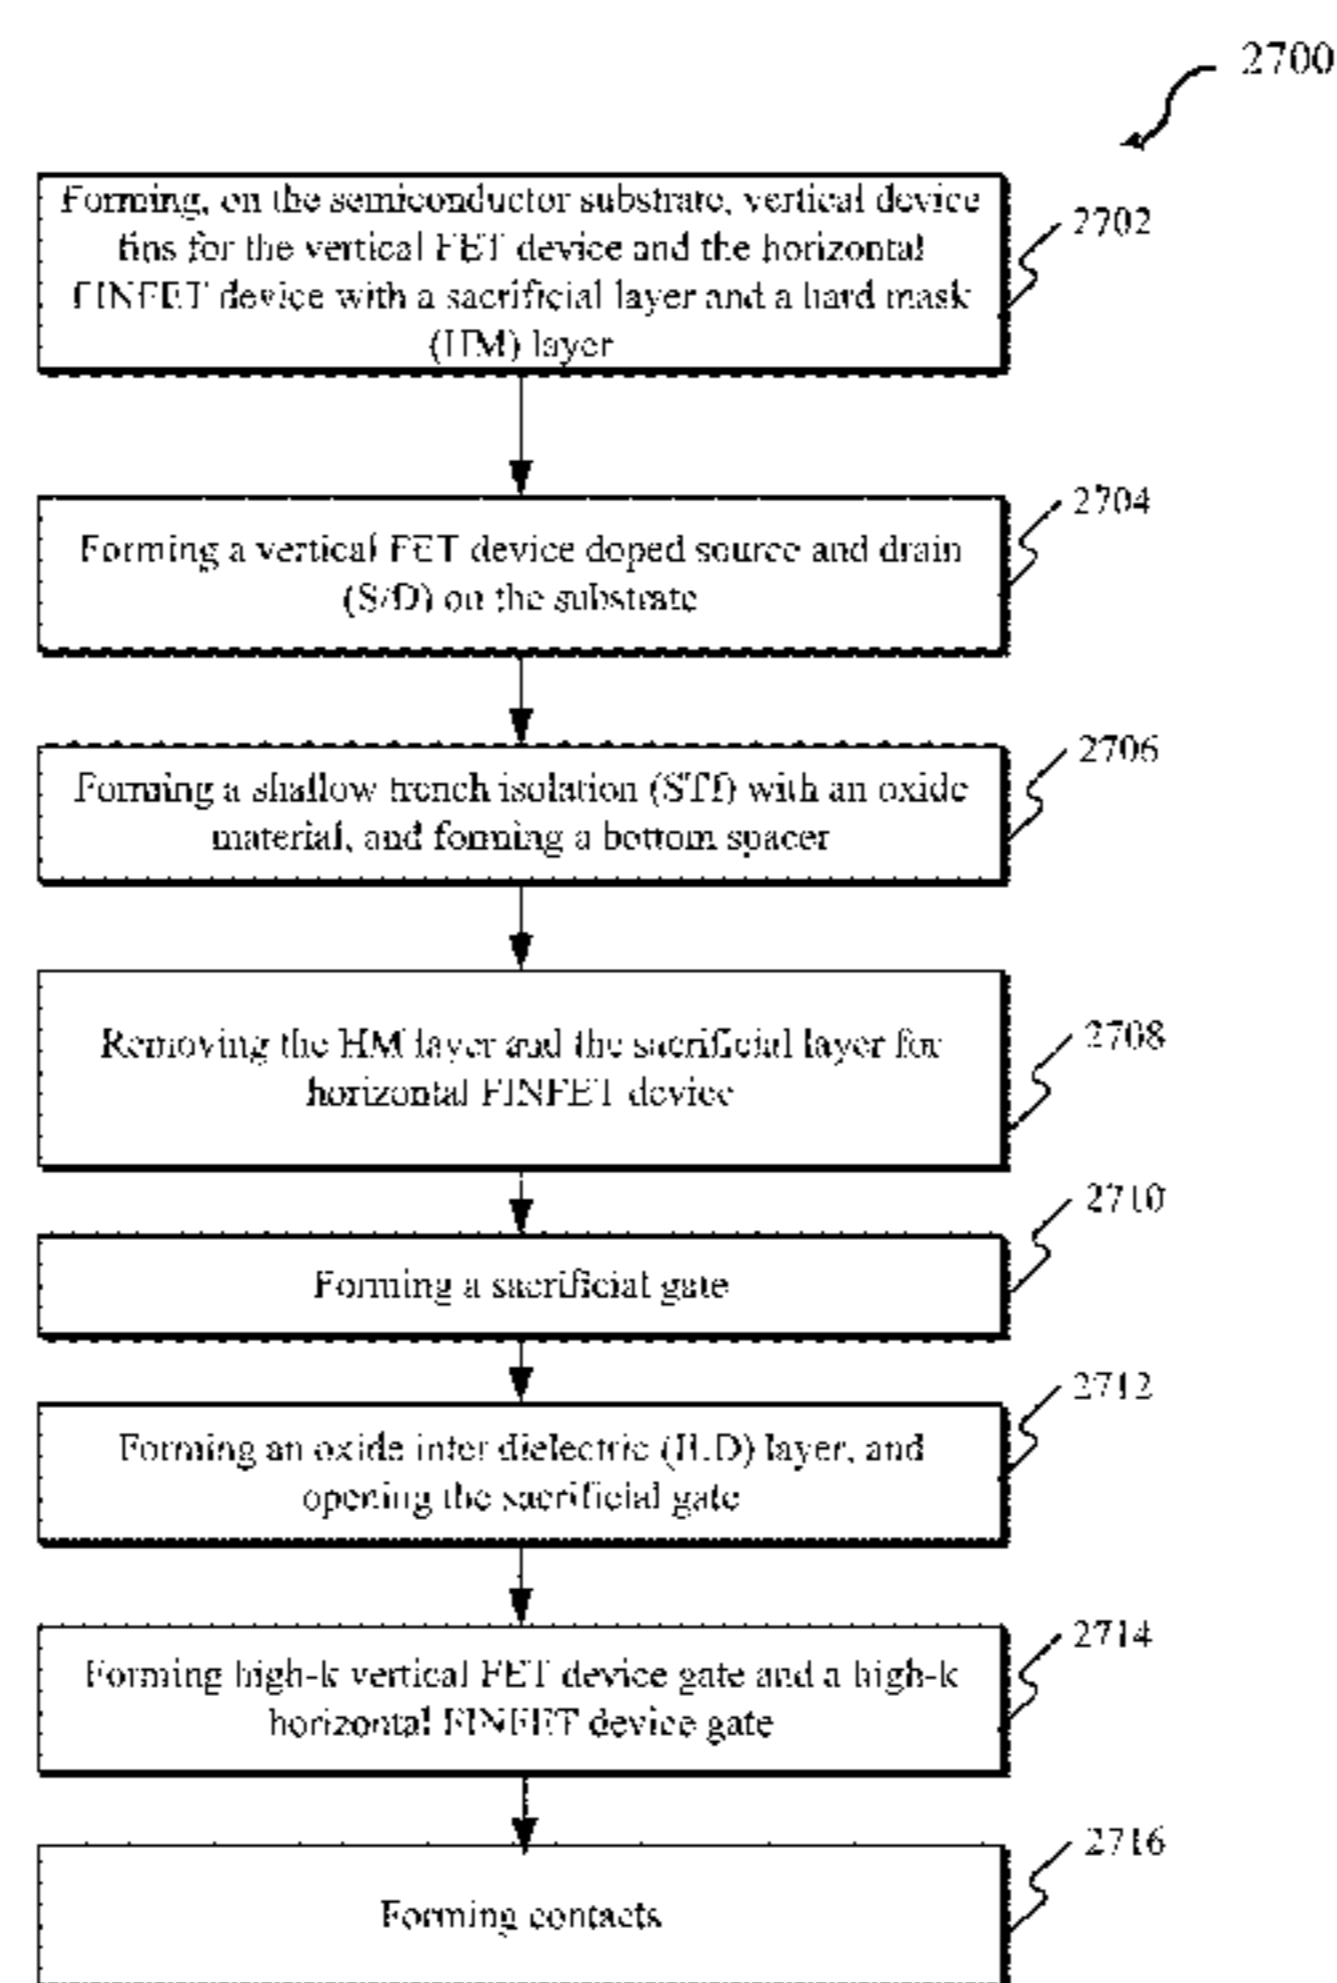 2700
Forming, on the semiconductor substrate, vertical device
fins for the vertical FET device and the horizontal
FINFET device with a sacrificial layer and a hard mask
(HM) layer
2702
Forming a vertical FET device doped source and drain
(S/D) on the substrate
2704
Forming a shallow trench isolation (STI) with an oxide
material, and forming a bottom spacer
2706
Removing the HM layer and the sacrificial layer for
horizontal FINFET device
2708
Forming a sacrificial gate
2710
Forming an oxide inter dielectric (ILD) layer, and
opening the sacrificial gate
2712
Forming high-k vertical FET device gate and a high-k
horizontal FINFET device gate
2714
Forming contacts
2716